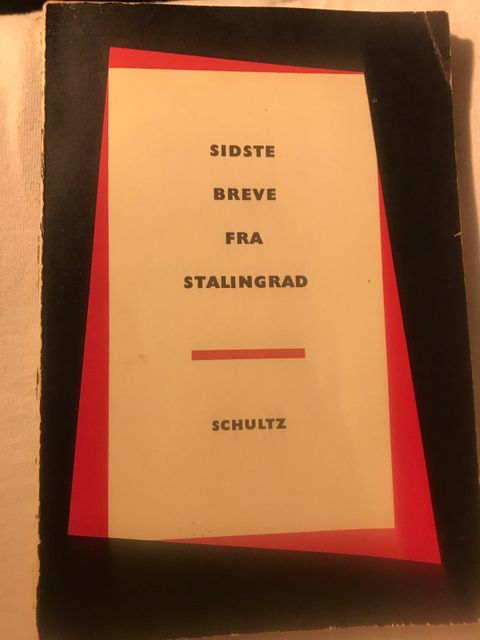 SIDSTE
BREVE
FRA
STALINGRAD
SCHULTZ